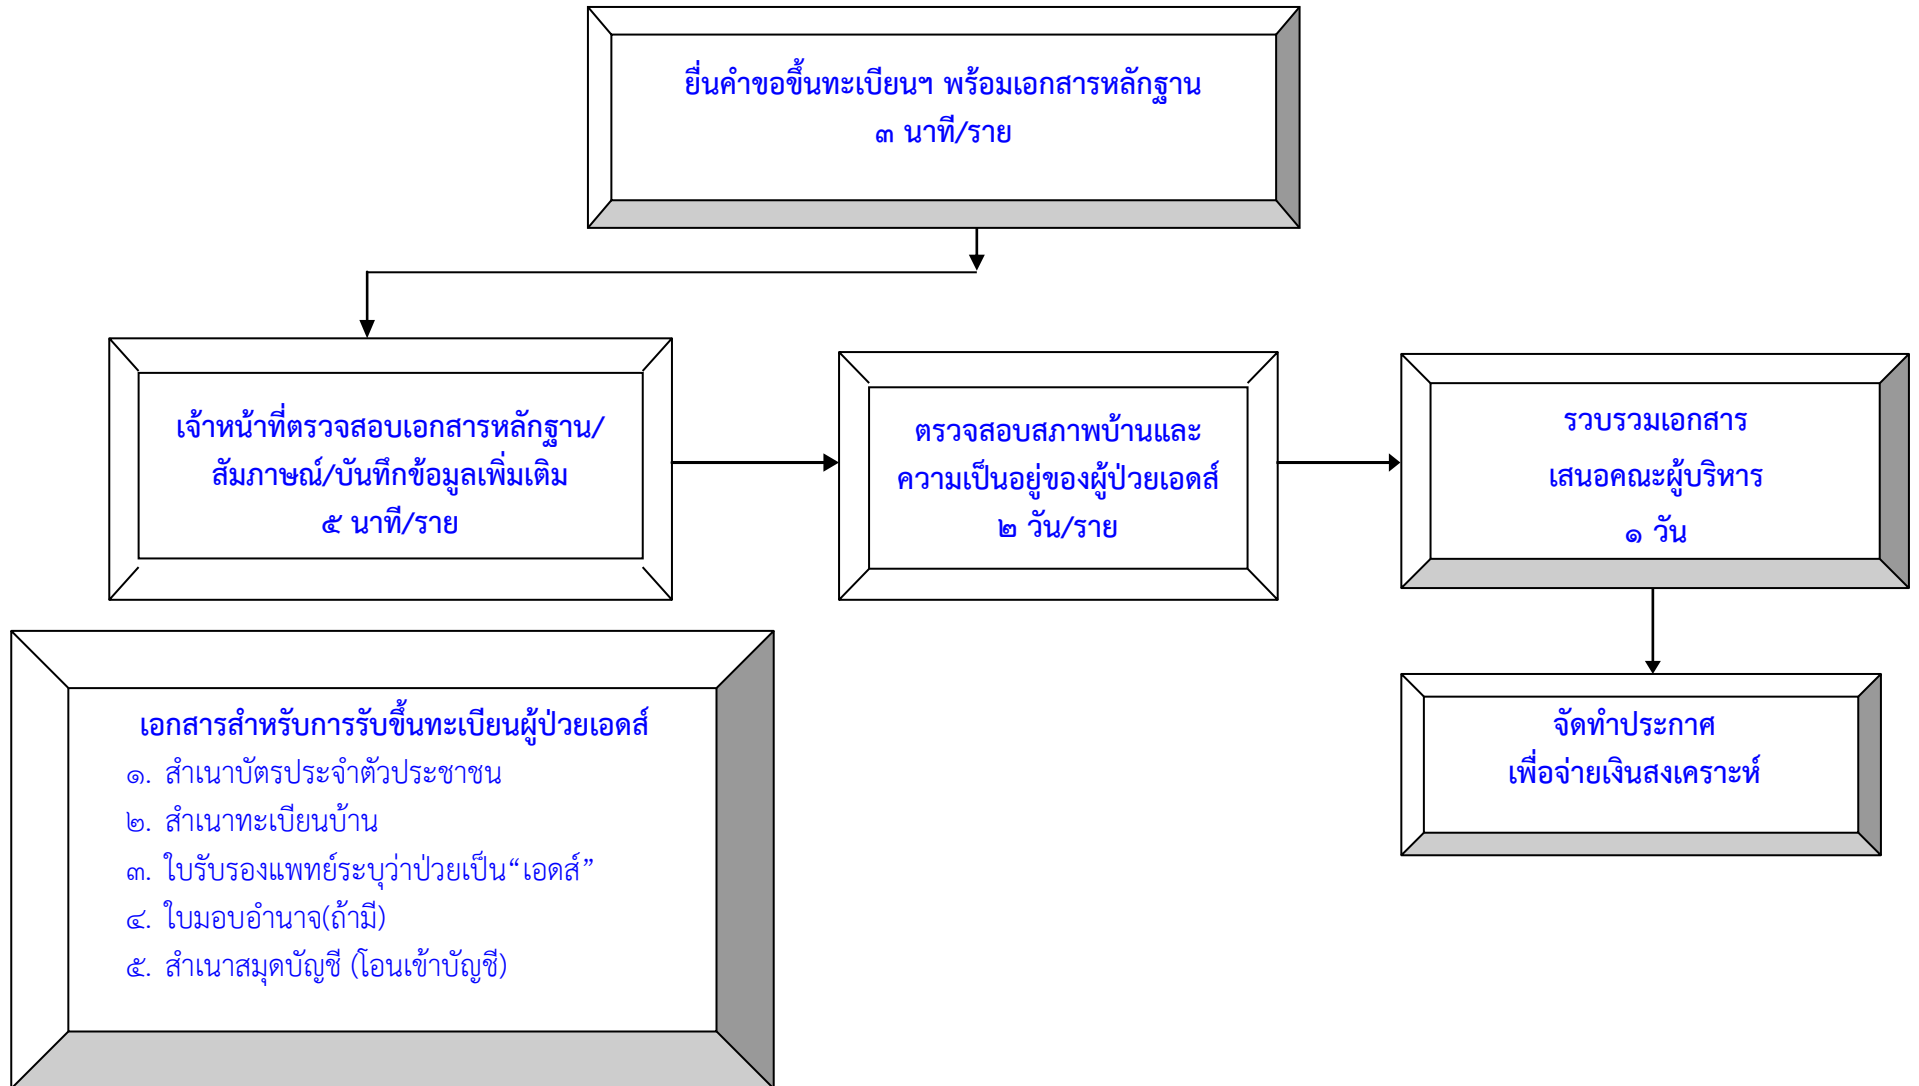 ยื่นคำขอขึ้นทะเบียนฯ พร้อมเอกสารหลักฐาน
๓ นาที/ราย
เจ้าหน้าที่ตรวจสอบเอกสารหลักฐาน/
สัมภาษณ์/บันทึกข้อมูลเพิ่มเติม
๕ นาที/ราย
ตรวจสอบสภาพบ้านและ
ความเป็นอยู่ของผู้ป่วยเอดส์
๒ วัน/ราย
รวบรวมเอกสาร
เสนอคณะผู้บริหาร
๑ วัน
จัดทำประกาศ
เพื่อจ่ายเงินสงเคราะห์
เอกสารสำหรับการรับขึ้นทะเบียนผู้ป่วยเอดส์
๑. สำเนาบัตรประจำตัวประชาชน
๒. สำเนาทะเบียนบ้าน
๓. ใบรับรองแพทย์ระบุว่าป่วยเป็น“เอดส์”
๔. ใบมอบอำนาจ(ถ้ามี)
๕. สำเนาสมุดบัญชี (โอนเข้าบัญชี)